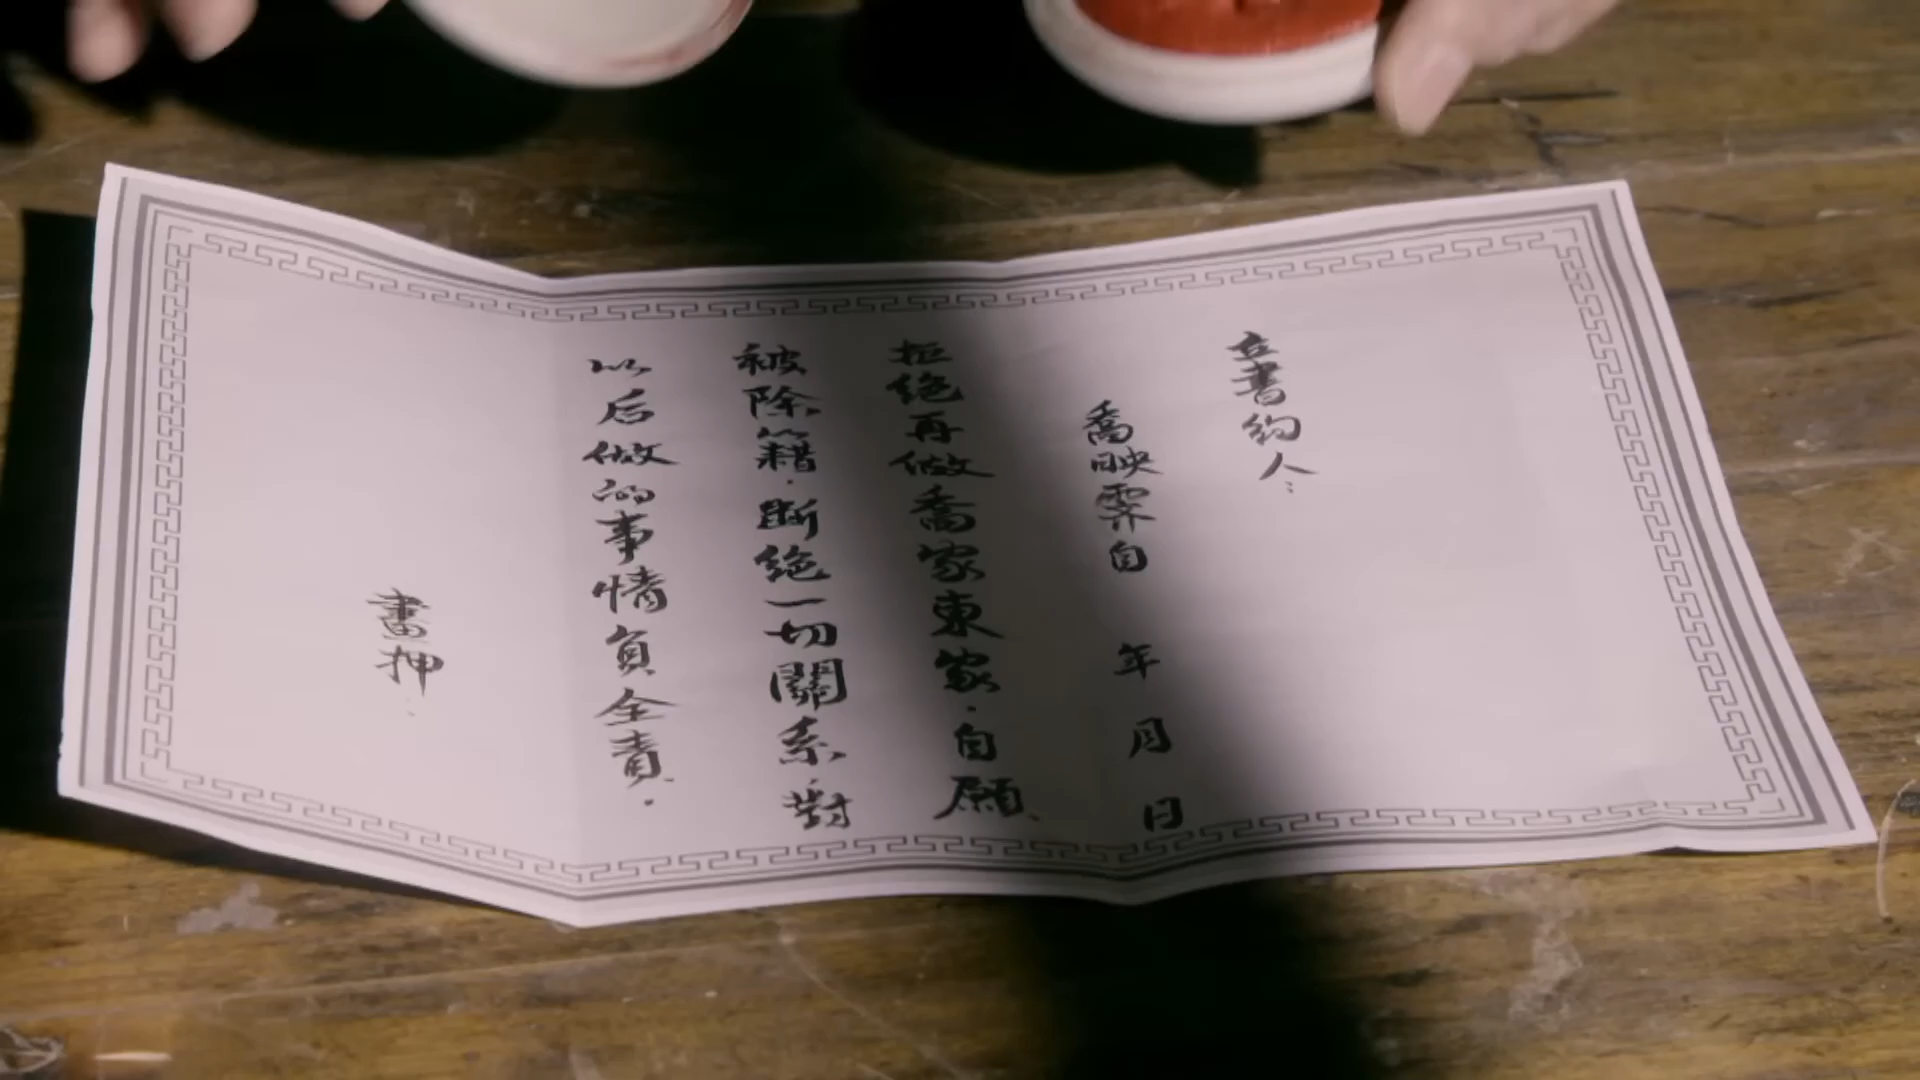 立書約人:
喬映霁自 年 月 日
拒绝再做喬家東家.自願
被除籍.斷绝一切關系對
以后做的事情負全責.
畫押: